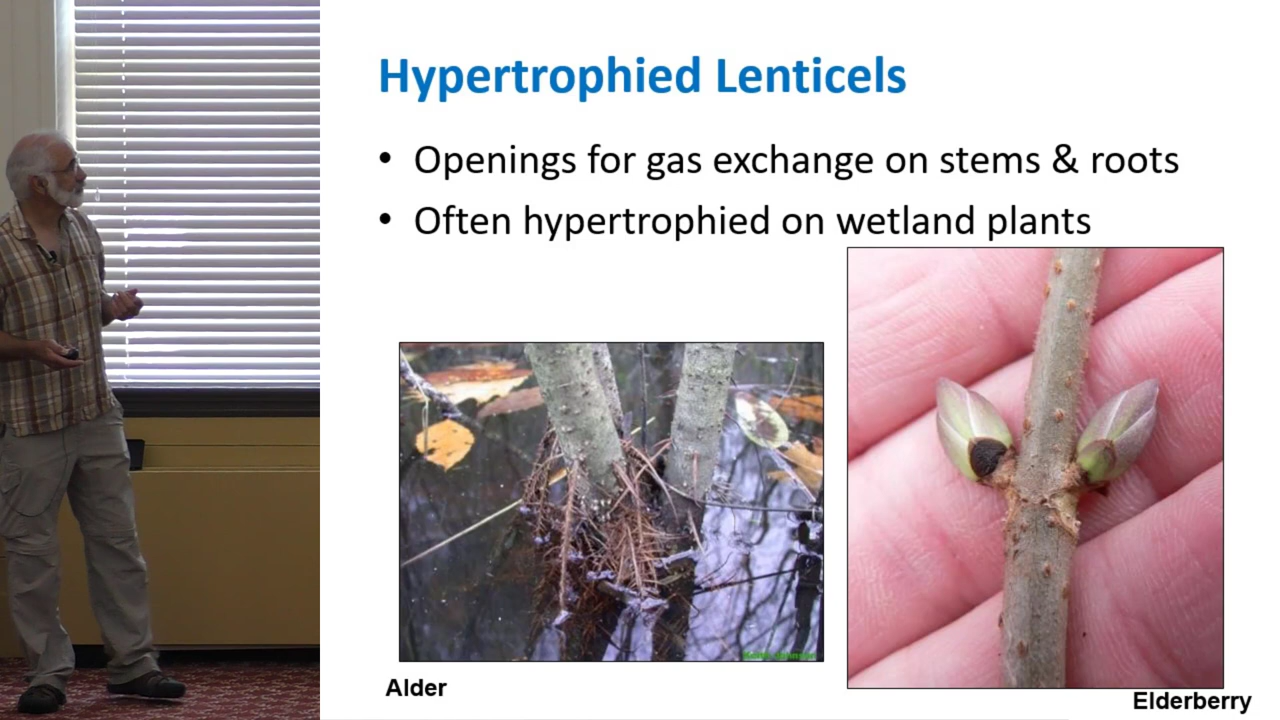 Hypertrophied Lenticels
• Openings for gas exchange on stems & roots
• Often hypertrophied on wetland plants
Alder
Elderberry